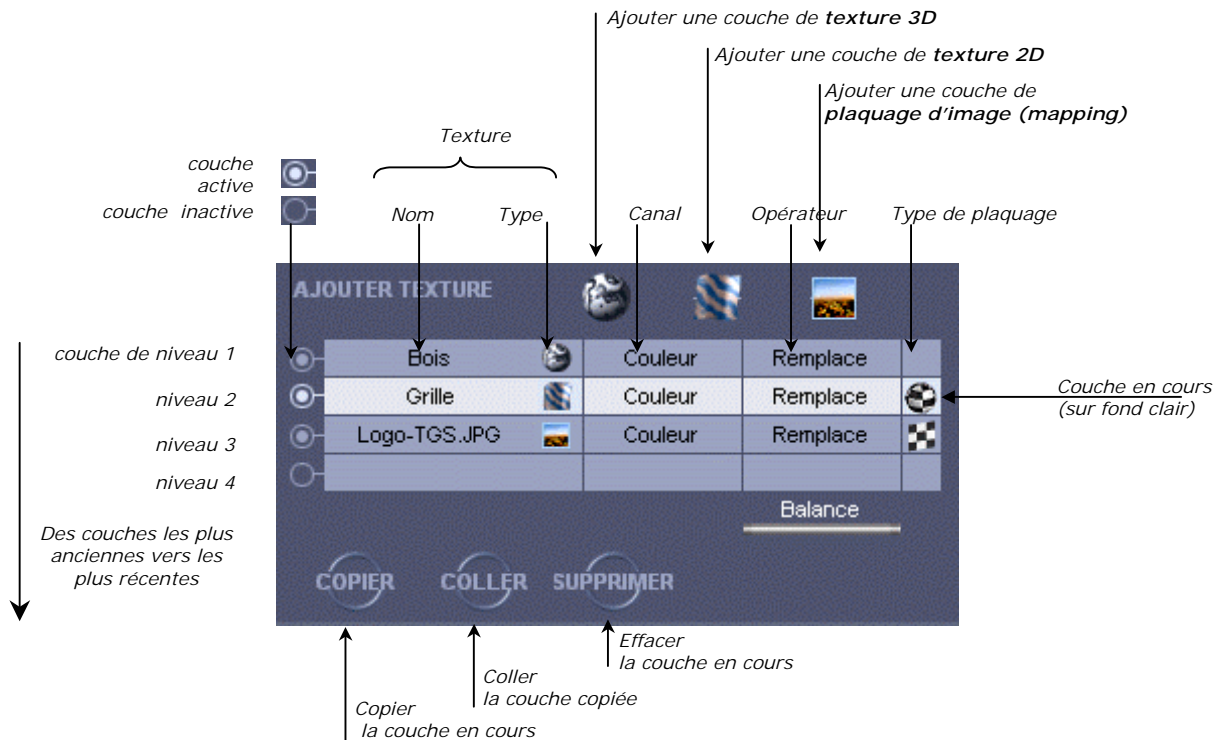 Ajouter une couche de texture 3D
Ajouter une couche de texture 2D
Ajouter une couche de
plaquage d'image (mapping)
Texture
couche
active
couche inactive
Nom
Type
Canal
Opérateur
Type de plaquage
AJOUTER TEXTURE
couche de niveau 1
Bois
Couleur
Remplace
niveau 2
Grille
Couleur
Remplace
Couche en cours
(sur fond clair)
niveau 3
Logo-TGS.JPG
Couleur
Remplace
niveau 4
Balance
Des couches les plus
anciennes vers les
plus récentes
COPIER
COLLER
SUPPRIMER
Effacer
la couche en cours
Coller
la couche copiée
Copier
la couche en cours